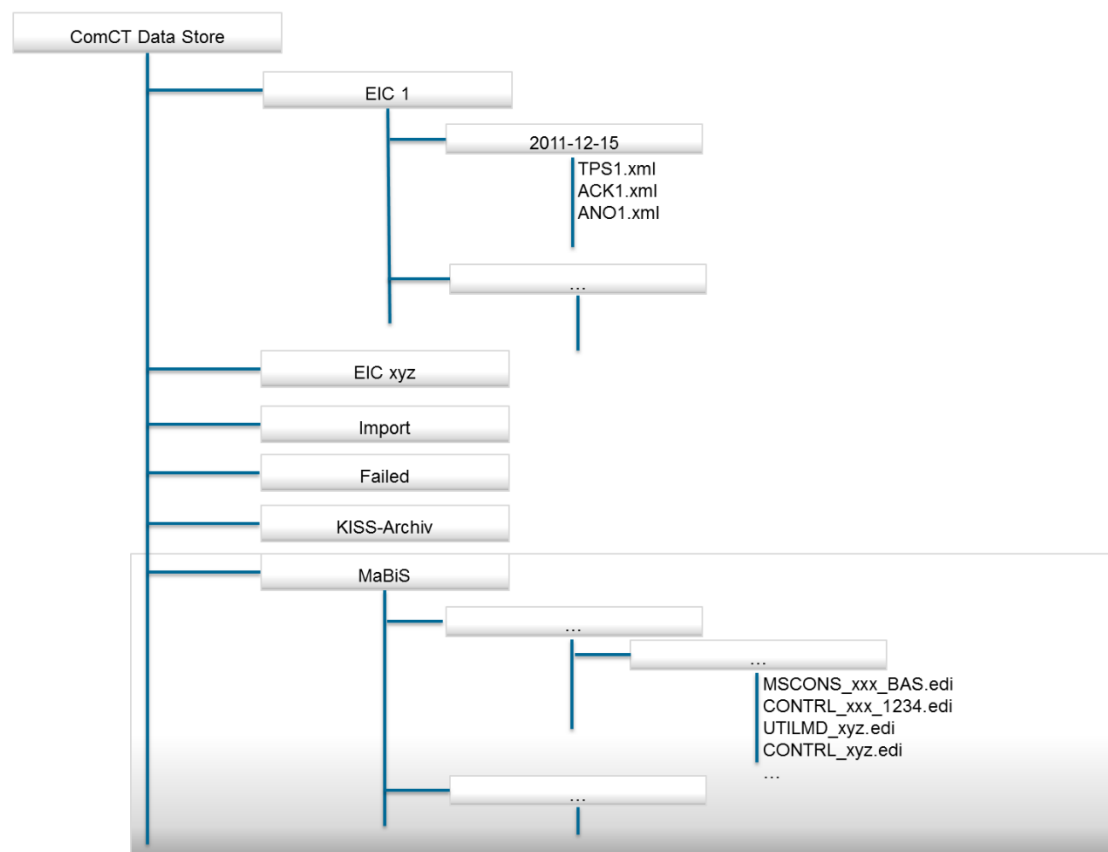 ComCT Data Store
EIC 1
2011-12-15
TPS1.xml
ACK1.xml
ANO1.xml
...
EIC xyz
Import
Failed
KISS-Archiv
MaBiS
...
...
MSCONS_xxx_BAS.edi
CONTRL_xxx_1234.edi
UTILMD_xyz.edi
CONTRL_xyz.edi
...
...